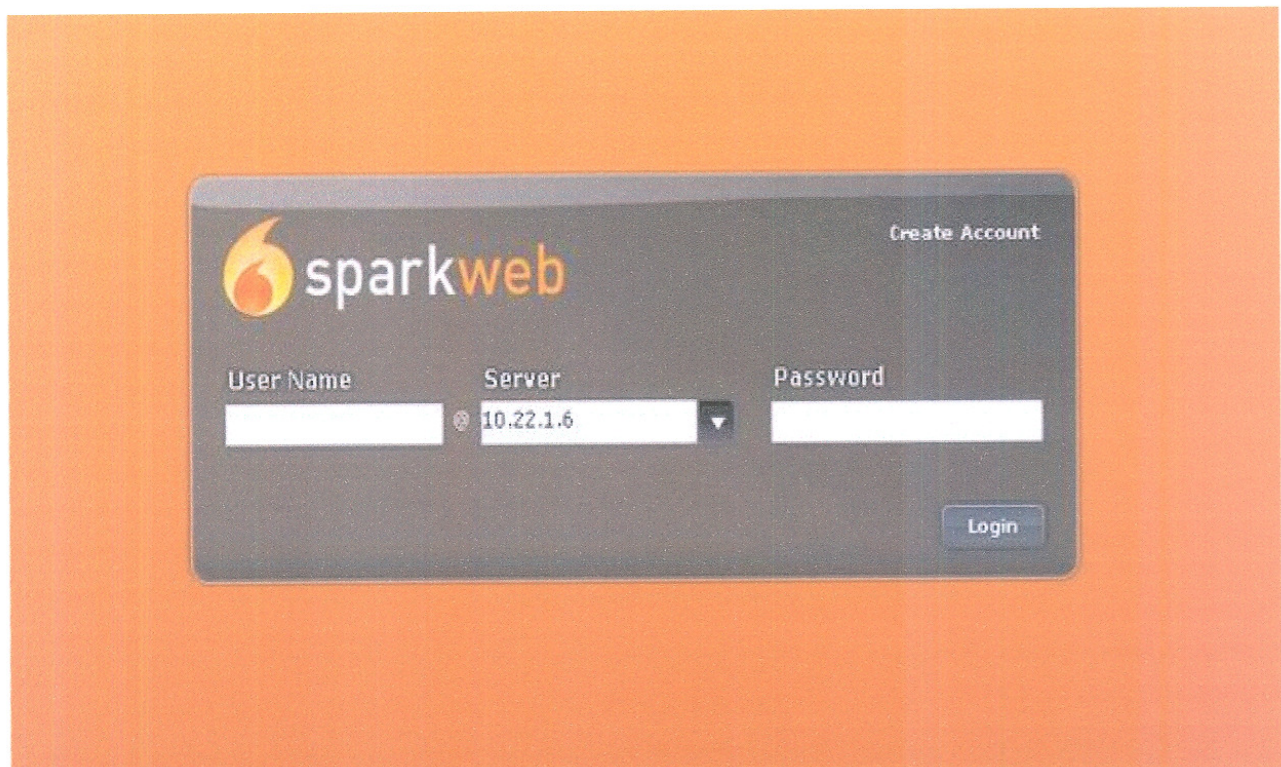 Create Account
sparkweb
User Name Server Password
@ 10.22.1.6
Login